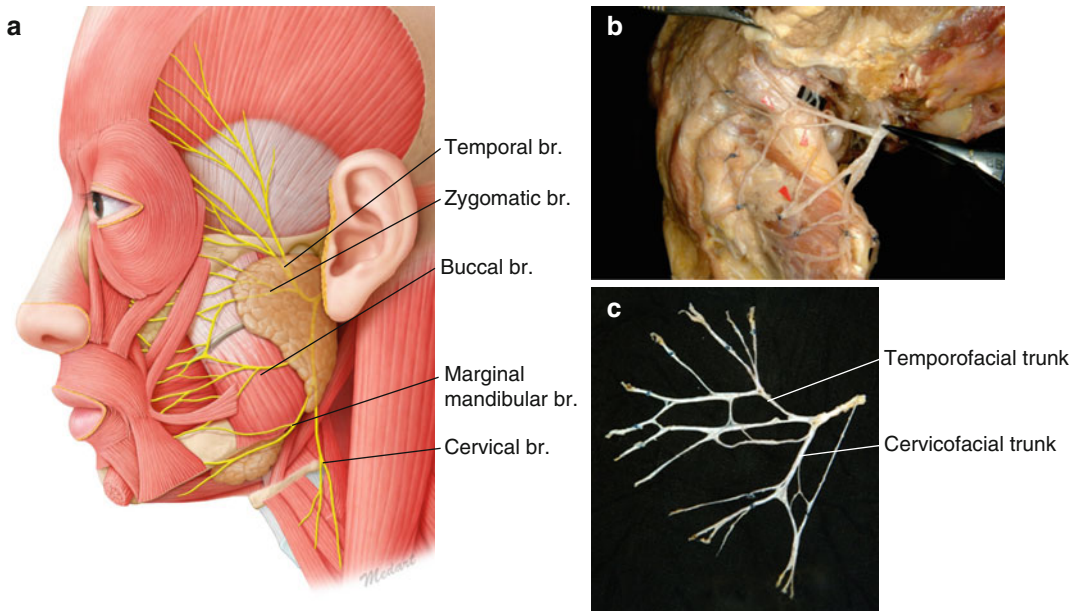 a
Temporal br.
Zygomatic br.
Buccal br.
Marginal
mandibular br.
Cervical br.
Medart
b
c
Temporofacial trunk
Cervicofacial trunk